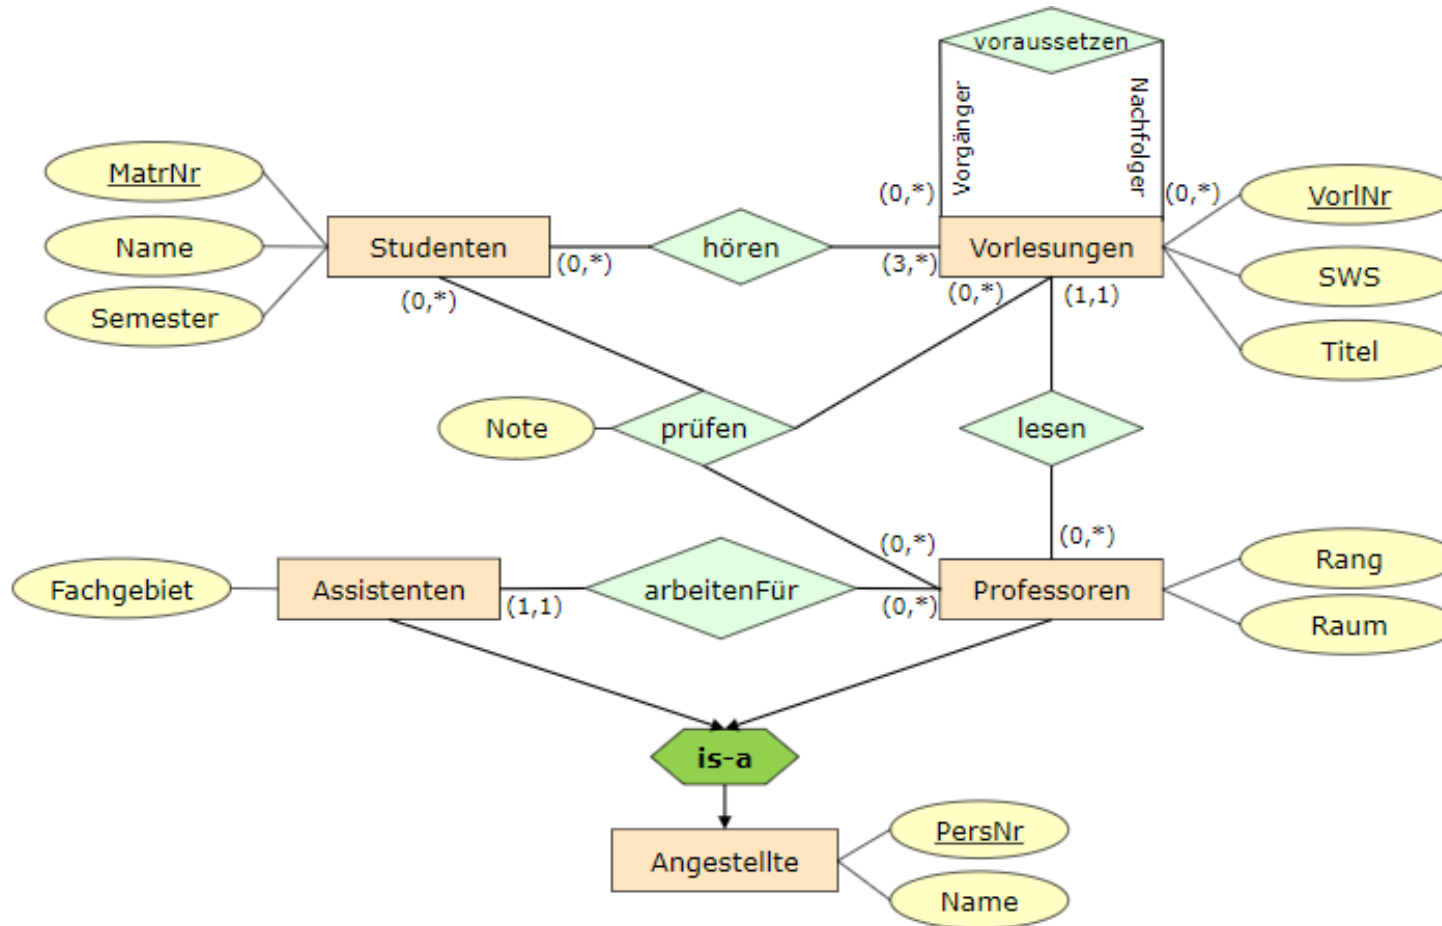 voraussetzen
Vorgänger
Nachfolger
MatrNr
(0,*)
(0,*)
VorlNr
Name
Studenten
hören
Vorlesungen
(0,*)
(3,*)
SWS
(0,*)
(0,*)
(1,1)
Semester
Titel
Note
prüfen
lesen
(0,*)
(0,*)
Rang
Fachgebiet
Assistenten
arbeitenFür
Professoren
(1,1)
(0,*)
Raum
is-a
PersNr
Angestellte
Name